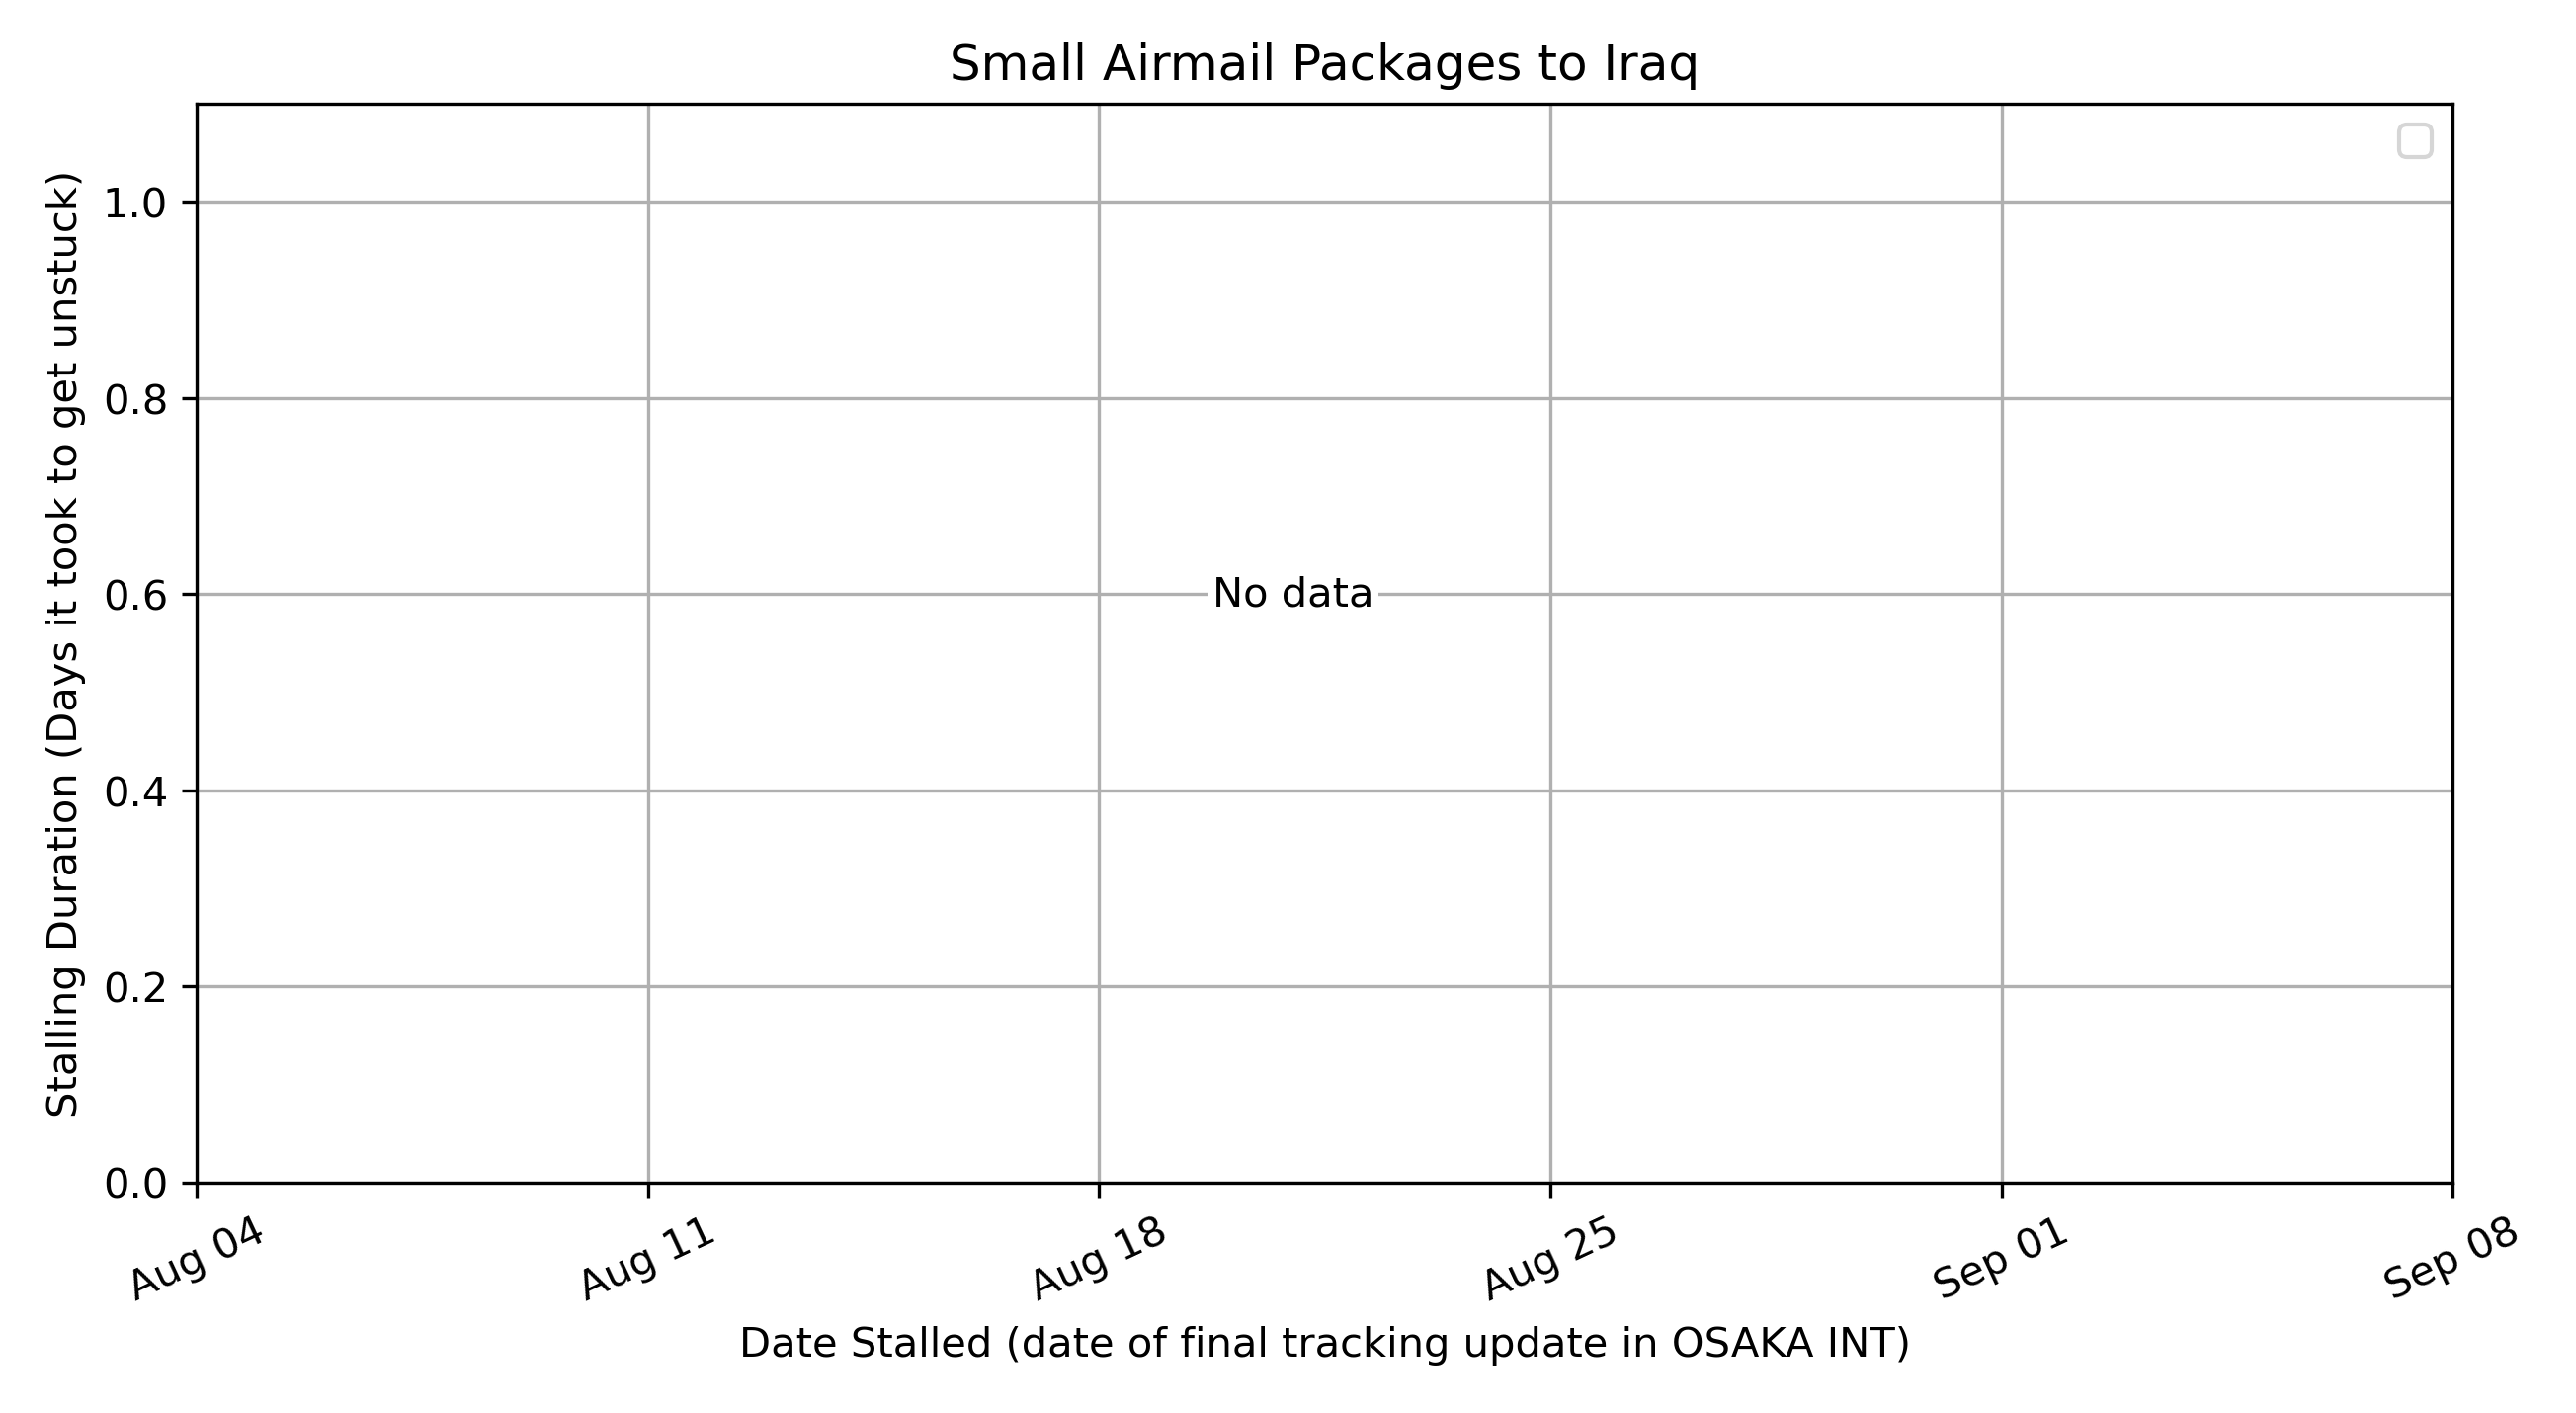 Small Airmail Packages to Iraq
Stalling Duration (Days it took to get unstuck)
1.0
0.8
0.6
0.4
0.2
0.0
No data
Aug 04
Aug 11
Aug 18
Aug 25
Sep 01
Sep 08
Date Stalled (date of final tracking update in OSAKA INT)